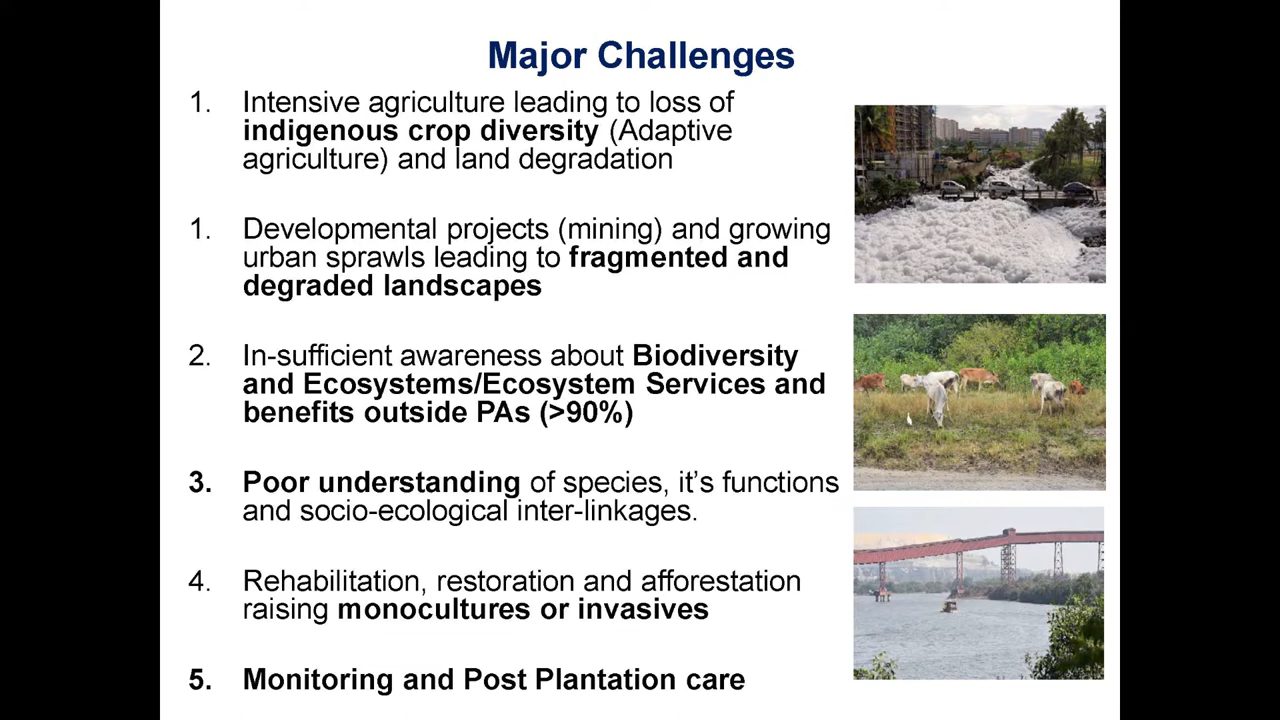 Major Challenges
1. Intensive agriculture leading to loss of
indigenous crop diversity (Adaptive
agriculture) and land degradation
1. Developmental projects (mining) and growing
urban sprawls leading to fragmented and
degraded landscapes
2. In-sufficient awareness about Biodiversity
and Ecosystems/Ecosystem Services and
benefits outside PAs (>90%)
3. Poor understanding of species, it's functions
and socio-ecological inter-linkages.
4. Rehabilitation, restoration and afforestation
raising monocultures or invasives
5. Monitoring and Post Plantation care